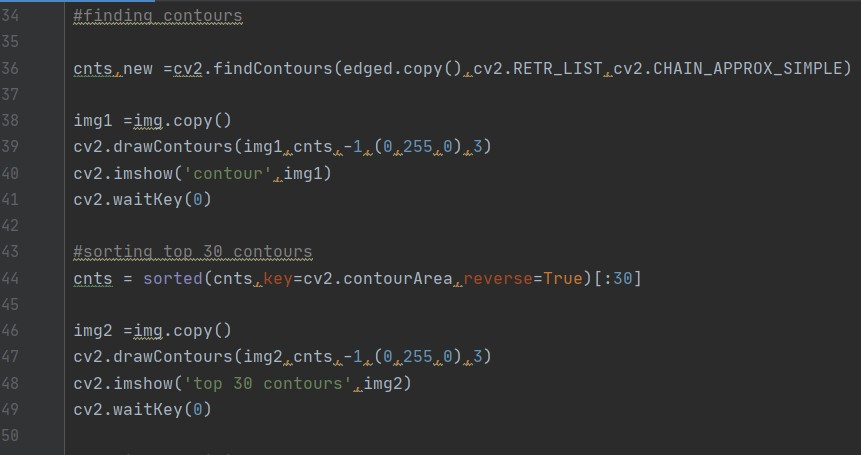 34 #finding contours
35
36 cnts,new =cv2.findContours(edged.copy(),cv2.RETR_LIST,cv2.CHAIN_APPROX_SIMPLE)
37
38 img1 =img.copy()
39 cv2.drawContours(img1,cnts,-1,(0,255,0),3)
40 cv2.imshow('contour',img1)
41 cv2.waitKey(0)
42
43 #sorting top 30 contours
44 cnts = sorted(cnts,key=cv2.contourArea,reverse=True)[:30]
45
46 img2 =img.copy()
47 cv2.drawContours(img2,cnts,-1,(0,255,0),3)
48 cv2.imshow('top 30 contours',img2)
49 cv2.waitKey(0)
50